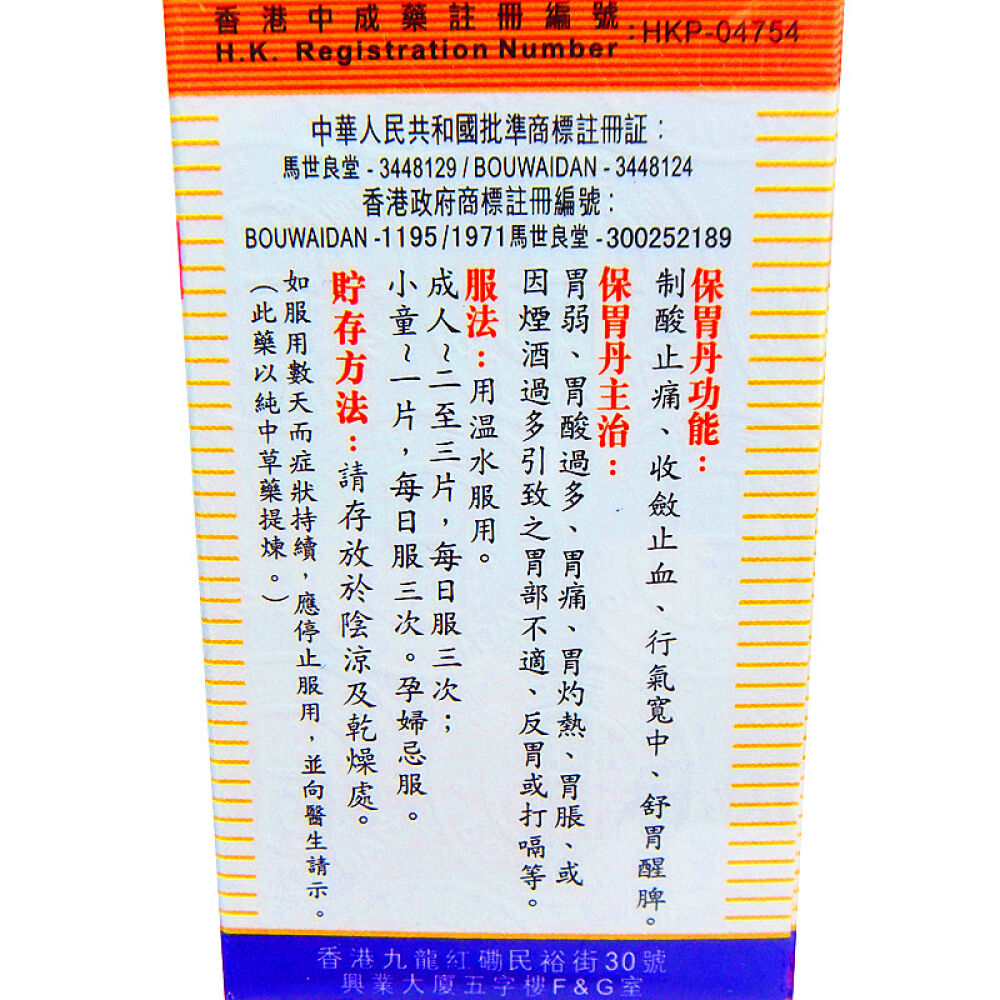 香港中成藥註冊編號
H.K. Registration Number
:HKP-04754
中華人民共和國批準商標註冊証：
馬世良堂 - 3448129 / BOUWAIDAN - 3448124
香港政府商標註冊編號：
BOUWAIDAN -1195 /1971馬世良堂 -300252189
保胃丹功能：
制酸止痛、收斂止血、行氣寬中、舒胃醒脾。
保胃丹主治：
胃弱、胃酸過多、胃痛、胃灼熱、胃脹、或
因煙酒過多引致之胃部不適、反胃或打嗝等。
服法：用温水服用。
成人～二至三片，每日服三次；
小童～一片，每日服三次。孕婦忌服。
貯存方法：請存放於陰涼及乾燥處。
如服用數天而症狀持續，應停止服用，並向醫生請示。
（此藥以純中草藥提煉。）
香港九龍紅磡民裕街30號
興業大廈五字樓F&G室